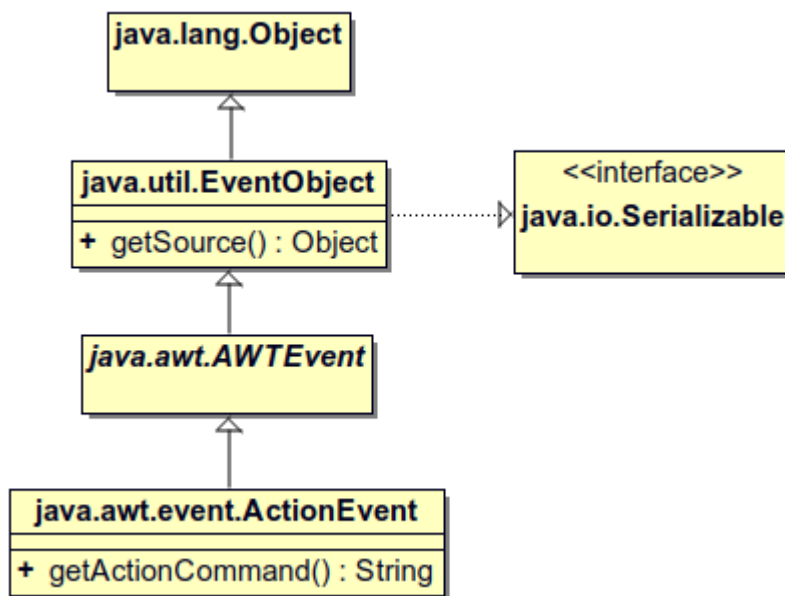 java.lang.Object
java.util.EventObject
+ getSource() : Object
<<interface>>
java.io.Serializable
java.awt.AWTEvent
java.awt.event.ActionEvent
+ getActionCommand() : String